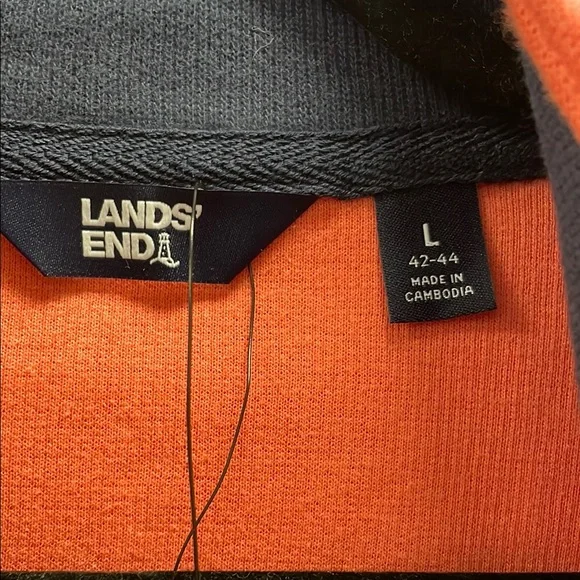 LANDS'
END
L
42-44
MADE IN
CAMBODIA